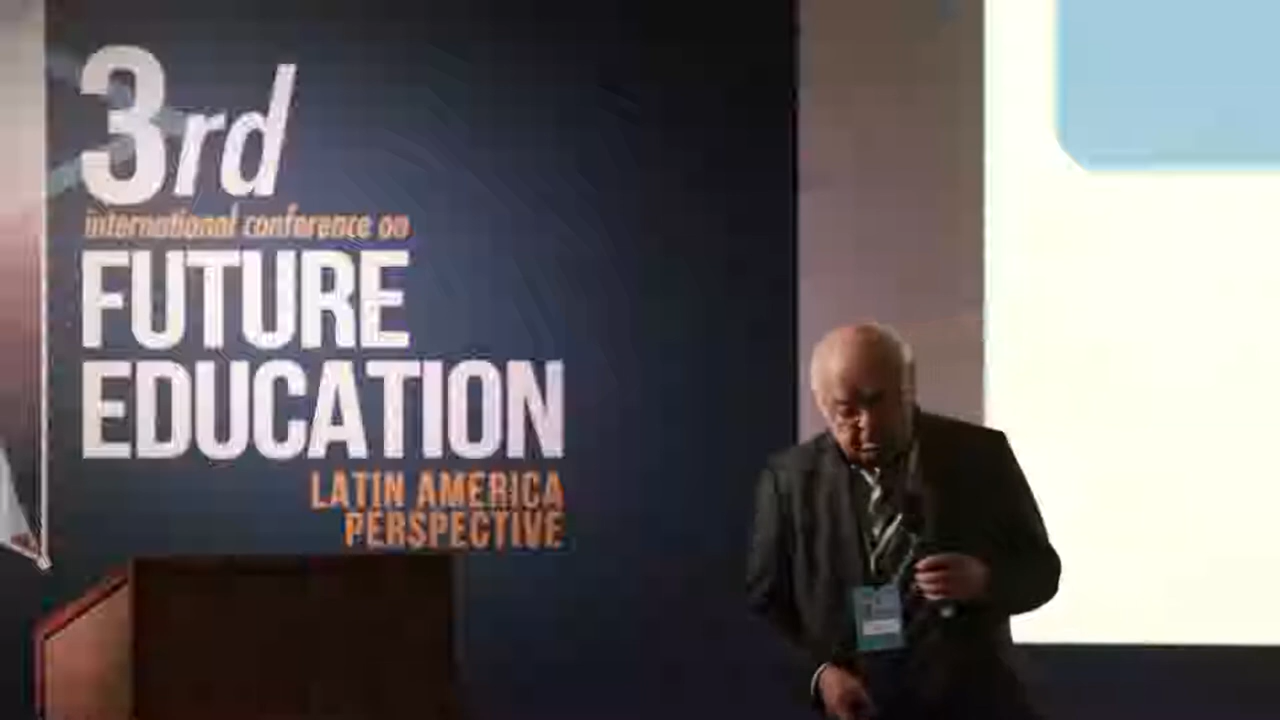 3rd
international conference on
FUTURE
EDUCATION
LATIN AMERICA
PERSPECTIVE